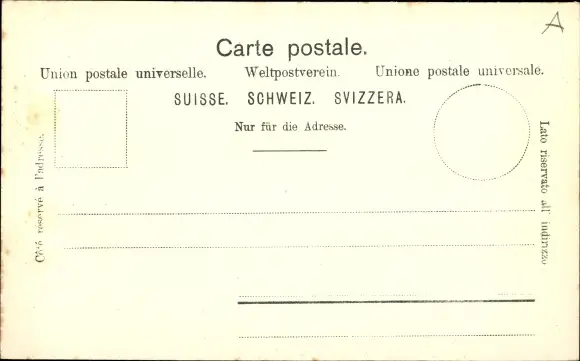 A
Carte postale.
Union postale universelle. Weltpostverein. Unione postale universale.
SUISSE. SCHWEIZ. SVIZZERA.
Nur für die Adresse.
Côté réservé à l'adresse.
Lato riservato all' indirizzo